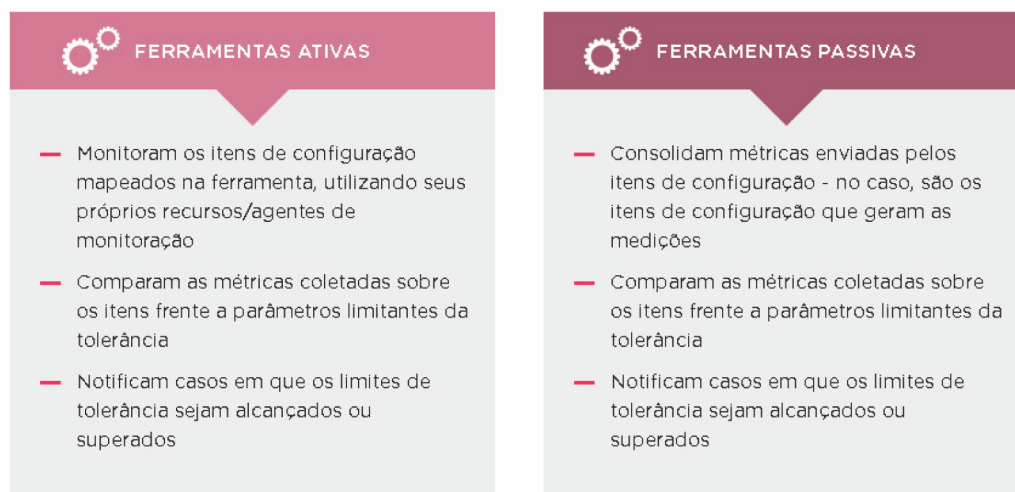 FERRAMENTAS ATIVAS
Monitoram os itens de configuração
mapeados na ferramenta, utilizando seus
próprios recursos/agentes de
monitoração
Comparam as métricas coletadas sobre
os itens frente a parâmetros limitantes da
tolerância
Notificam casos em que os limites de
tolerância sejam alcançados ou
superados
FERRAMENTAS PASSIVAS
Consolidam métricas enviadas pelos
itens de configuração - no caso, são os
itens de configuração que geram as
medições
Comparam as métricas coletadas sobre
os itens frente a parâmetros limitantes da
tolerância
Notificam casos em que os limites de
tolerância sejam alcançados ou
superados